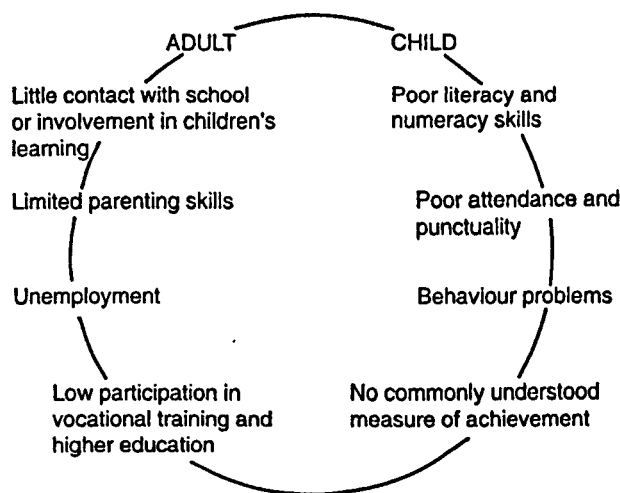 ADULT
CHILD
Little contact with school
or involvement in children's
learning
Poor literacy and
numeracy skills
Limited parenting skills
Poor attendance and
punctuality
Unemployment
Behaviour problems
Low participation in
vocational training and
higher education
No commonly understood
measure of achievement